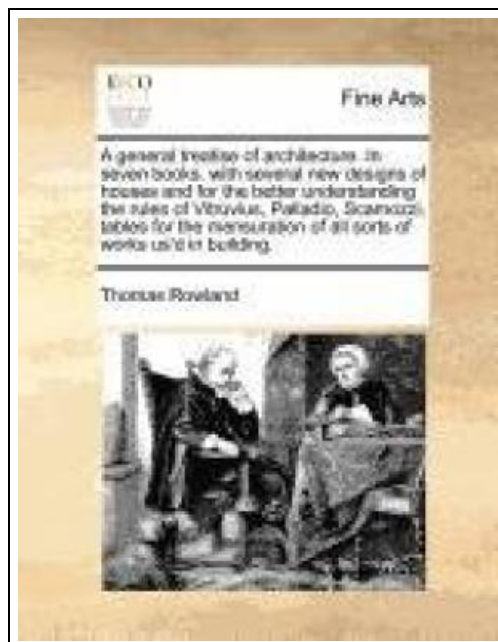 ECCO
Fine Arts
A general treatise of architecture. In
seven books. with several new designs of
houses and for the better understanding
the rules of Vitruvius, Palladio, Scamozzi,
tables for the mensuration of all sorts of
works us'd in building.
Thomas Rowland